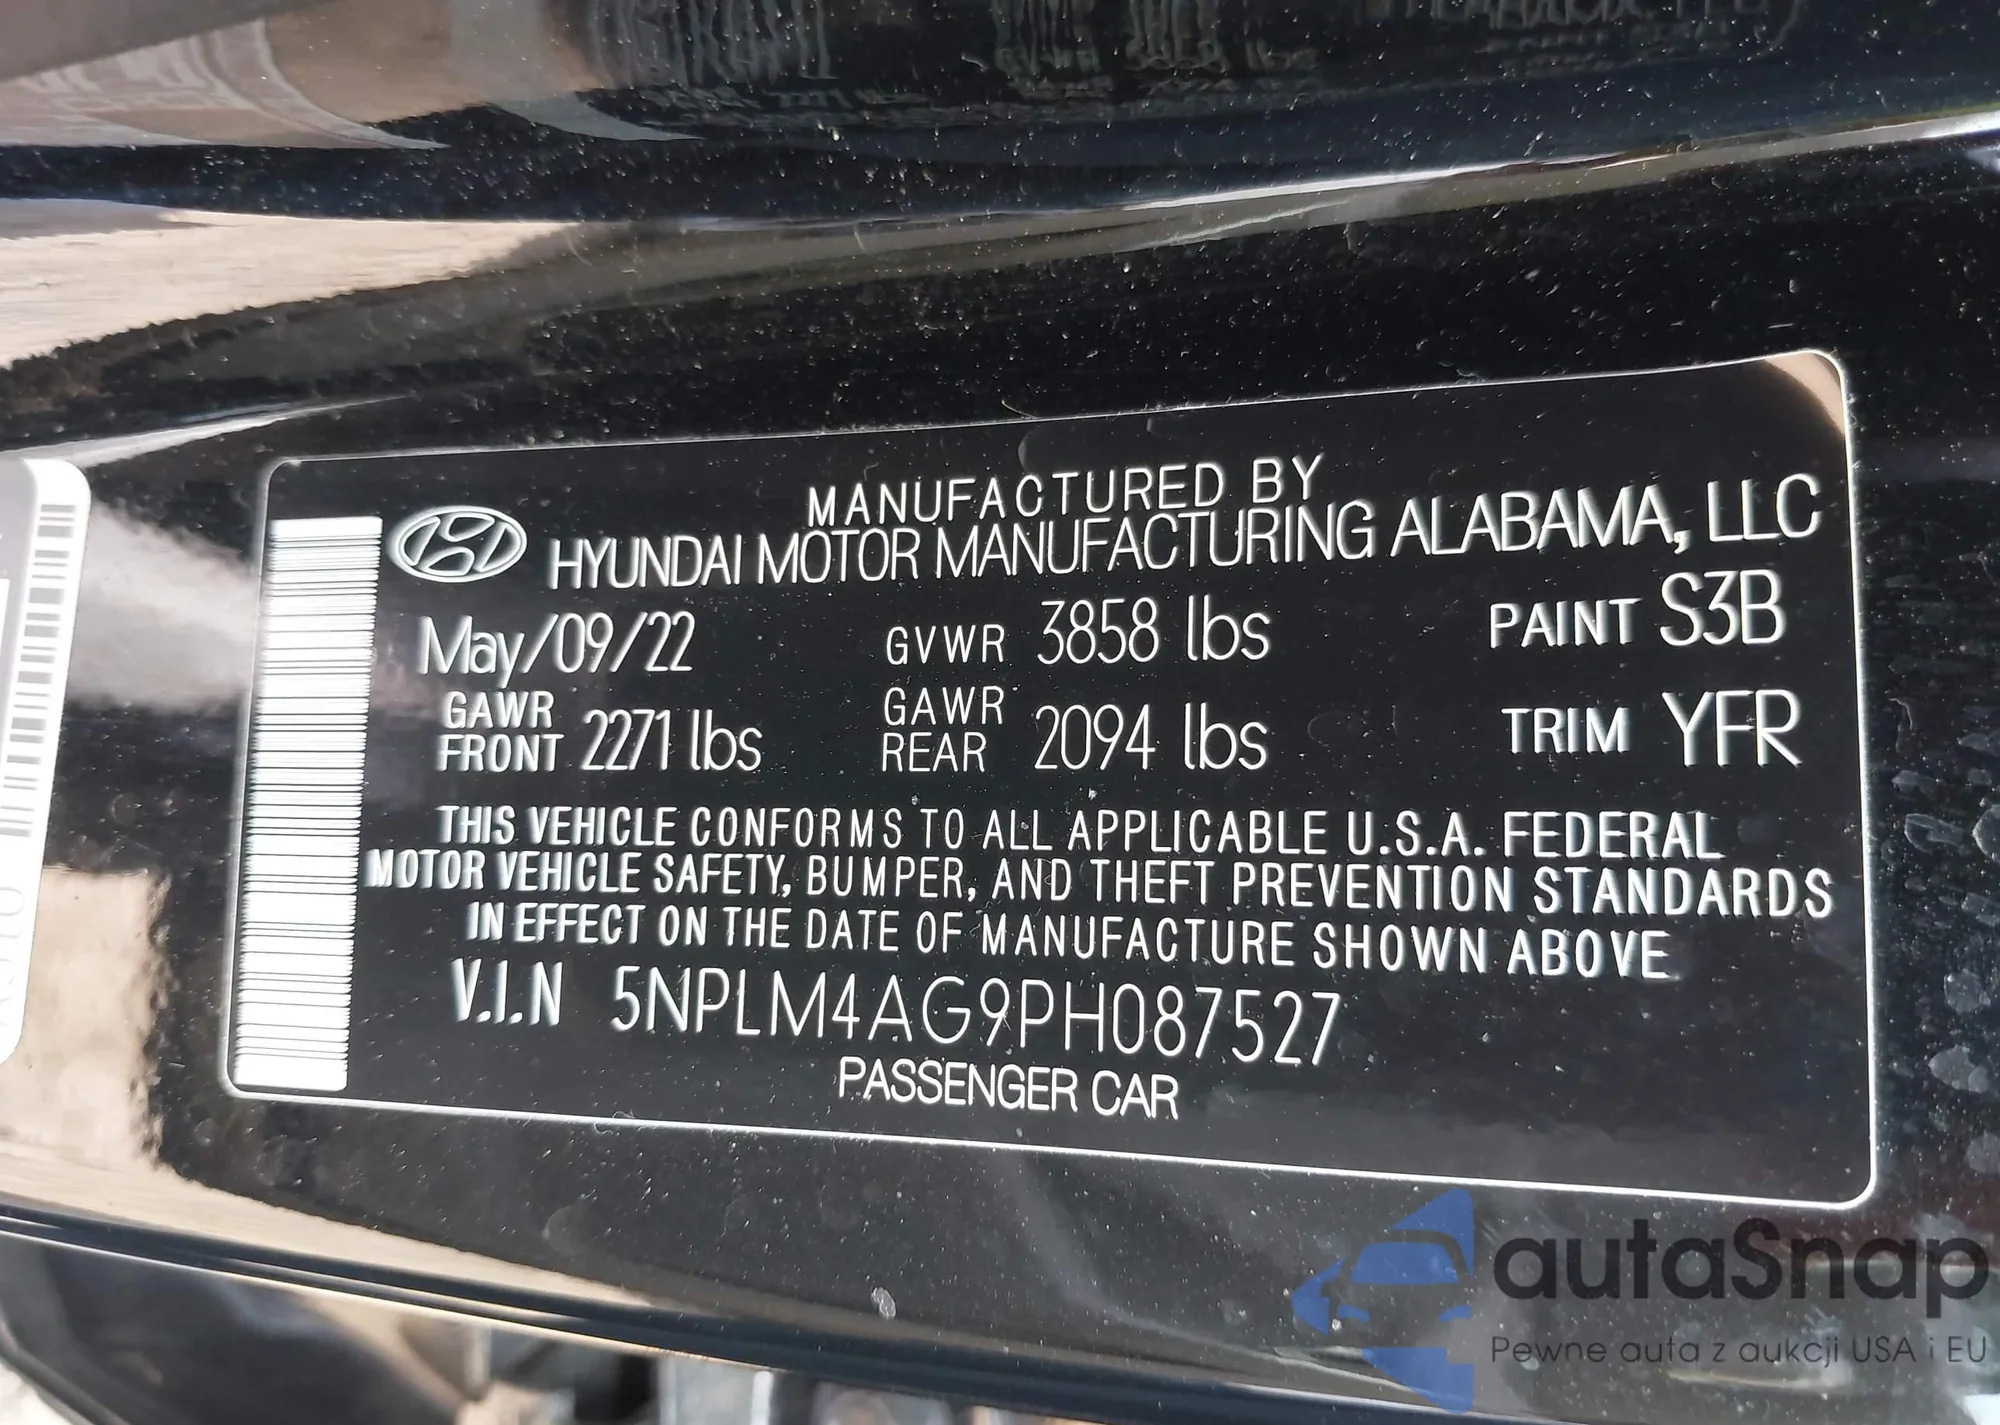 MANUFACTURED BY
HYUNDAI MOTOR MANUFACTURING ALABAMA, LLC
May/09/22 GVWR 3858 lbs PAINT S3B
GAWR FRONT 2271 lbs GAWR REAR 2094 lbs TRIM YFR
THIS VEHICLE CONFORMS TO ALL APPLICABLE U.S.A. FEDERAL
MOTOR VEHICLE SAFETY, BUMPER, AND THEFT PREVENTION STANDARDS
IN EFFECT ON THE DATE OF MANUFACTURE SHOWN ABOVE
V.I.N 5NPLM4AG9PH087527
PASSENGER CAR
autaSnap
Pewne auta z aukcji USA i EU